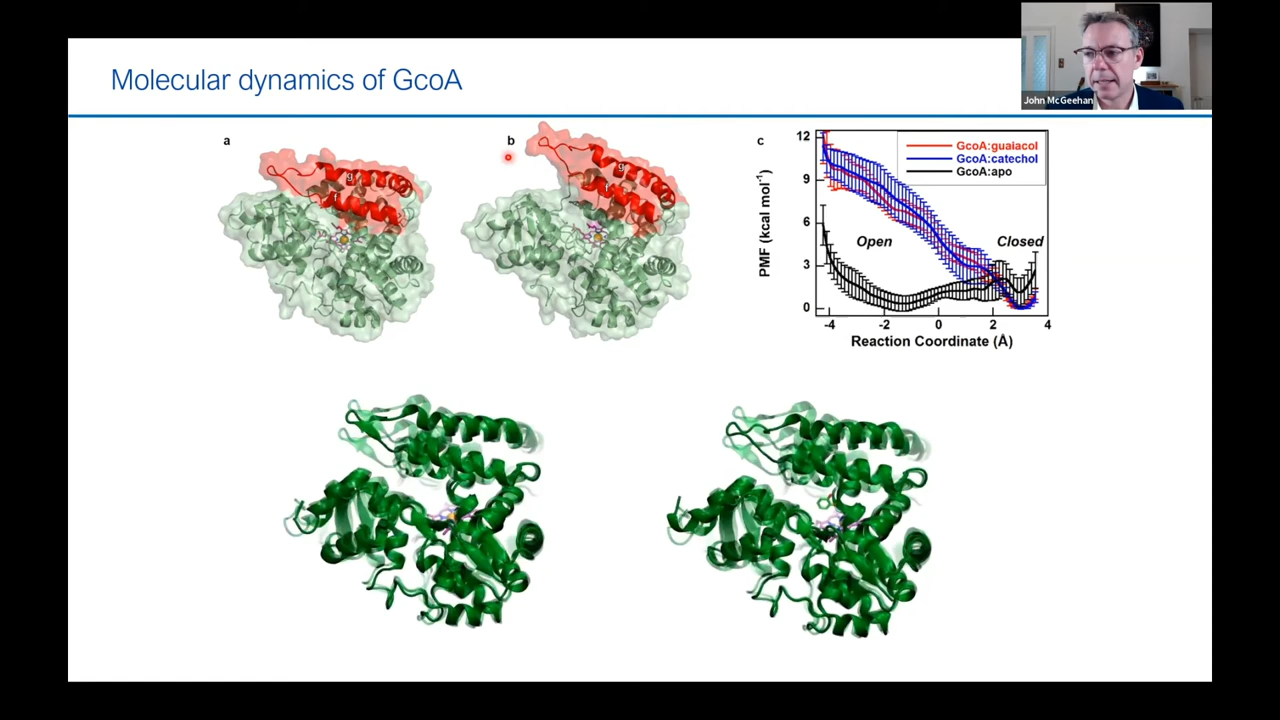 John McGeehan
Molecular dynamics of GcoA
a
g
f
b
g
f
c
PMF (kcal mol⁻¹)
12
9
6
3
0
GcoA:guaiacol
GcoA:catechol
GcoA:apo
Open
Closed
-4
-2
0
2
4
Reaction Coordinate (Å)